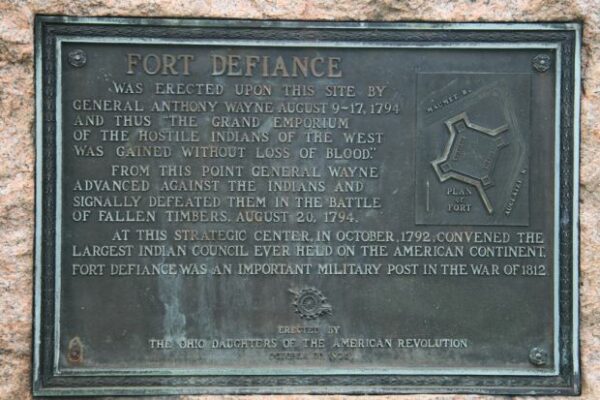 FORT DEFIANCE
WAS ERECTED UPON THIS SITE BY
GENERAL ANTHONY WAYNE AUGUST 9-17, 1794
AND THUS "THE GRAND EMPORIUM
OF THE HOSTILE INDIANS OF THE WEST
WAS GAINED WITHOUT LOSS OF BLOOD."
FROM THIS POINT GENERAL WAYNE
ADVANCED AGAINST THE INDIANS AND
SIGNALLY DEFEATED THEM IN THE BATTLE
OF FALLEN TIMBERS, AUGUST 20, 1794.
MAUMEE R.
PLAN
OF
FORT
AUGLAIZE R.
AT THIS STRATEGIC CENTER, IN OCTOBER, 1792, CONVENED THE
LARGEST INDIAN COUNCIL EVER HELD ON THE AMERICAN CONTINENT.
FORT DEFIANCE WAS AN IMPORTANT MILITARY POST IN THE WAR OF 1812.
ERECTED BY
THE OHIO DAUGHTERS OF THE AMERICAN REVOLUTION